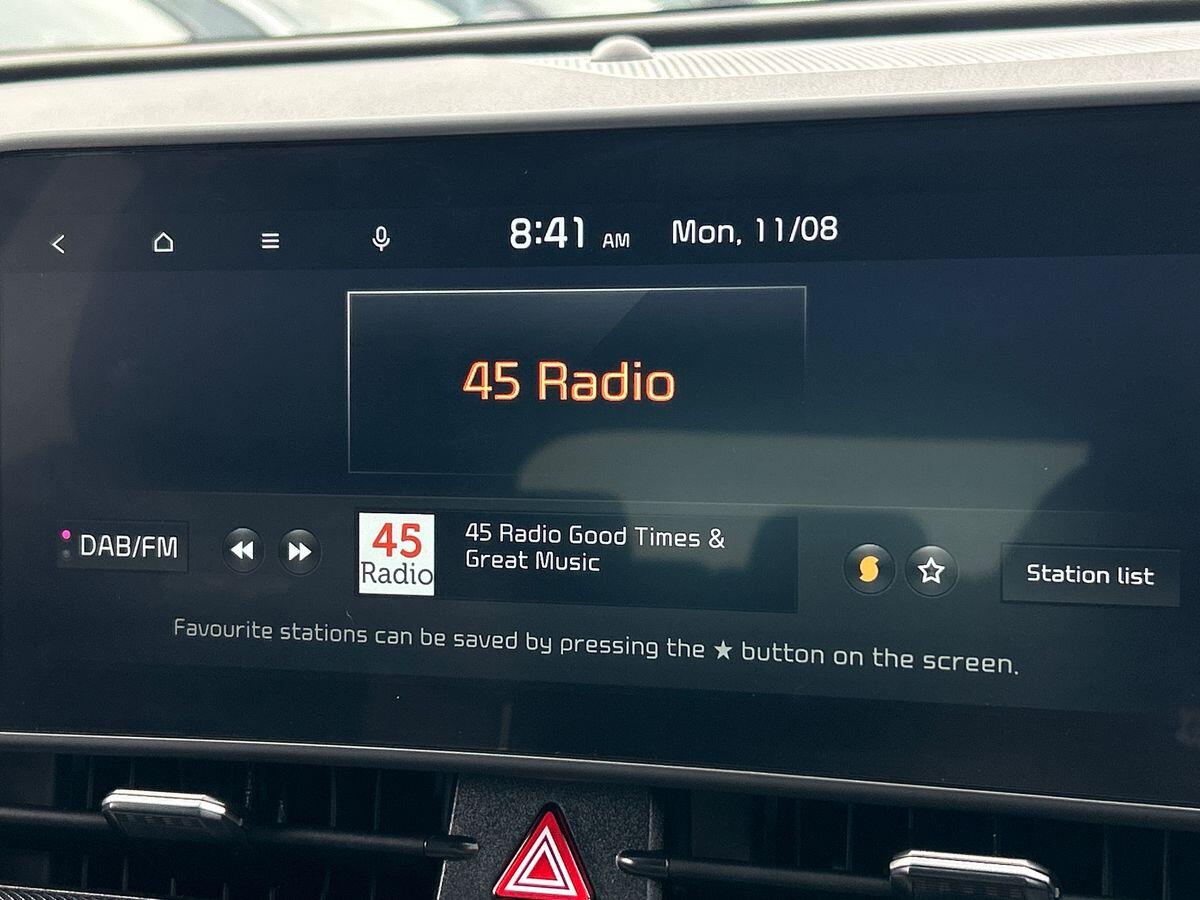 8:41 AM Mon, 11/08
45 Radio
DAB/FM
45
Radio
45 Radio Good Times &
Great Music
Station list
Favourite stations can be saved by pressing the ★ button on the screen.